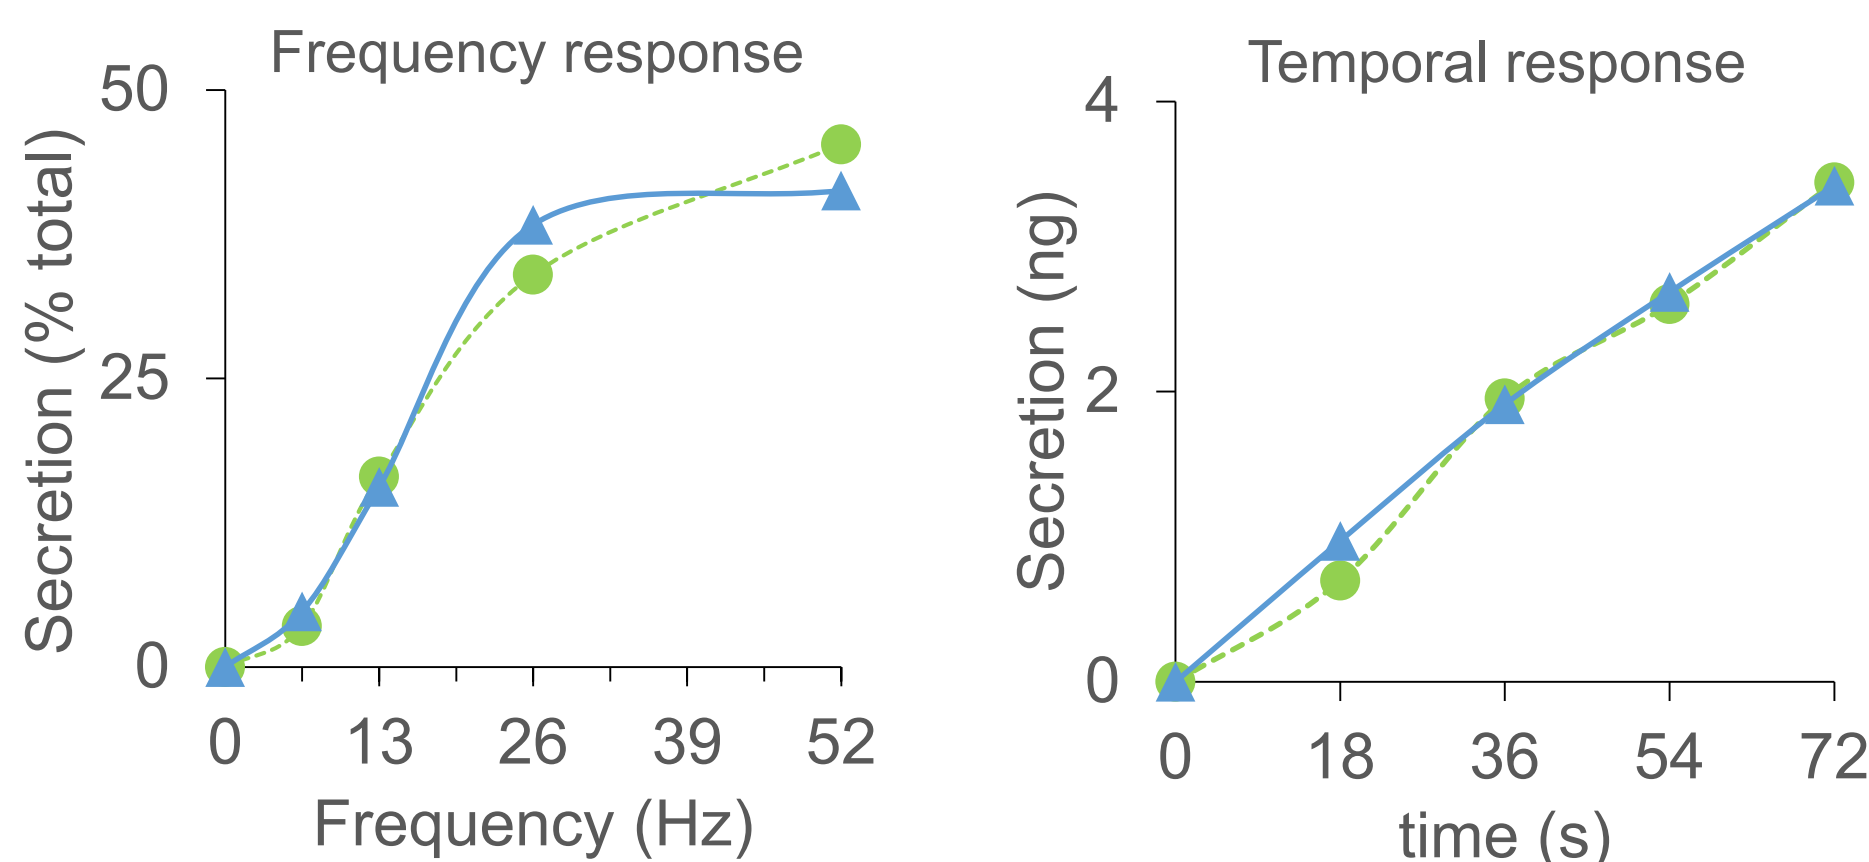 Frequency response
50
25
0
Secretion (% total)
0 13 26 39 52
Frequency (Hz)
Temporal response
4
2
0
Secretion (ng)
0 18 36 54 72
time (s)